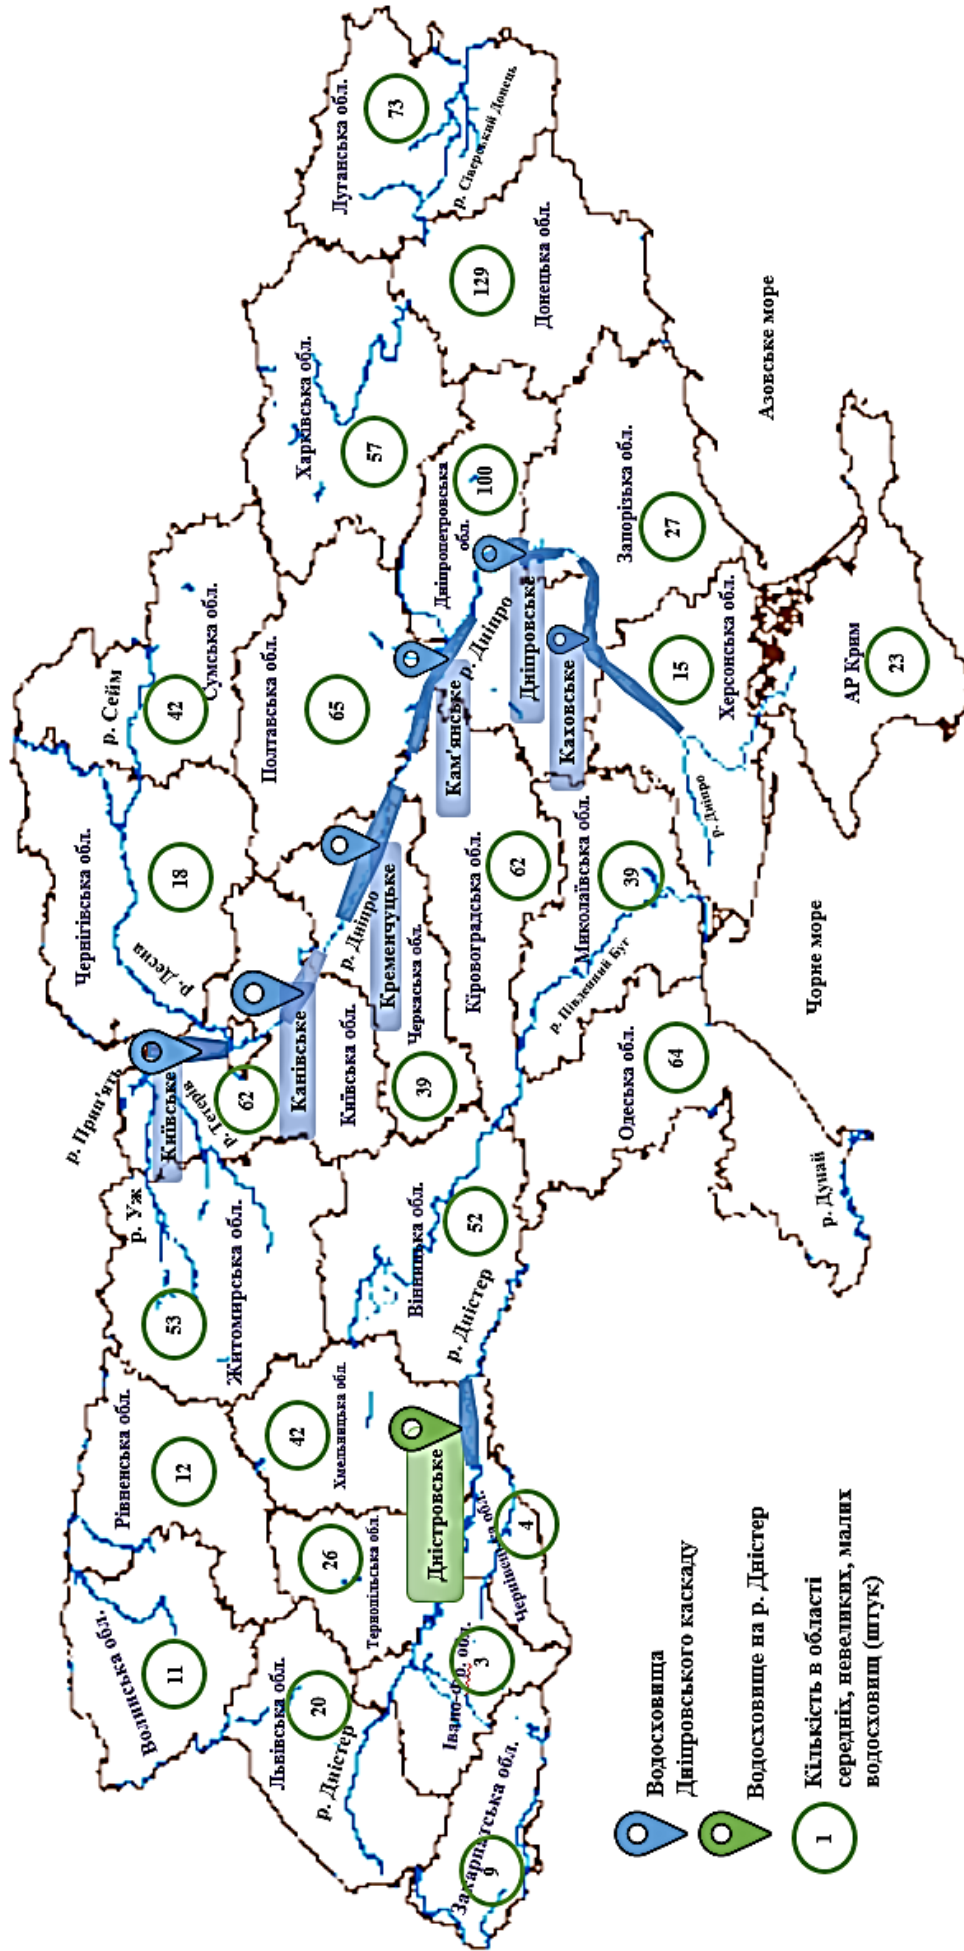 Волинська обл.
11
Рівненська обл.
12
р. Уж
53
Житомирська обл.
р. Прип'ять
Київське
р. Тетерів
62
Канівське
Київська обл.
р. Десна
Чернігівська обл.
18
р. Сейм
42
Сумська обл.
Полтавська обл.
65
Харківська обл.
57
Луганська обл.
73
р. Сіверський Донець
129
Донецька обл.
Львівська обл.
20
р. Дністер
26
Тернопільська обл.
42
Хмельницька обл.
Дністровське
Вінницька обл.
52
р. Дністер
39
Черкаська обл.
Кременчуцьке
р. Дніпро
Кіровоградська обл.
62
Кам'янське
р. Дніпро
Дніпропетровська
обл.
100
Дніпровське
Каховське
Закарпатська обл.
9
Івано-фр. обл.
3
Чернівецька обл.
4
р. Південний Буг
Миколаївська обл.
39
Одеська обл.
64
р. Дунай
р. Дніпро
15
Херсонська обл.
Запорізька обл.
27
АР Крим
23
Чорне море
Азовське море
Водосховища
Дніпровського каскаду
Водосховище на р. Дністер
1
Кількість в області
середніх, невеликих, малих
водосховищ (штук)